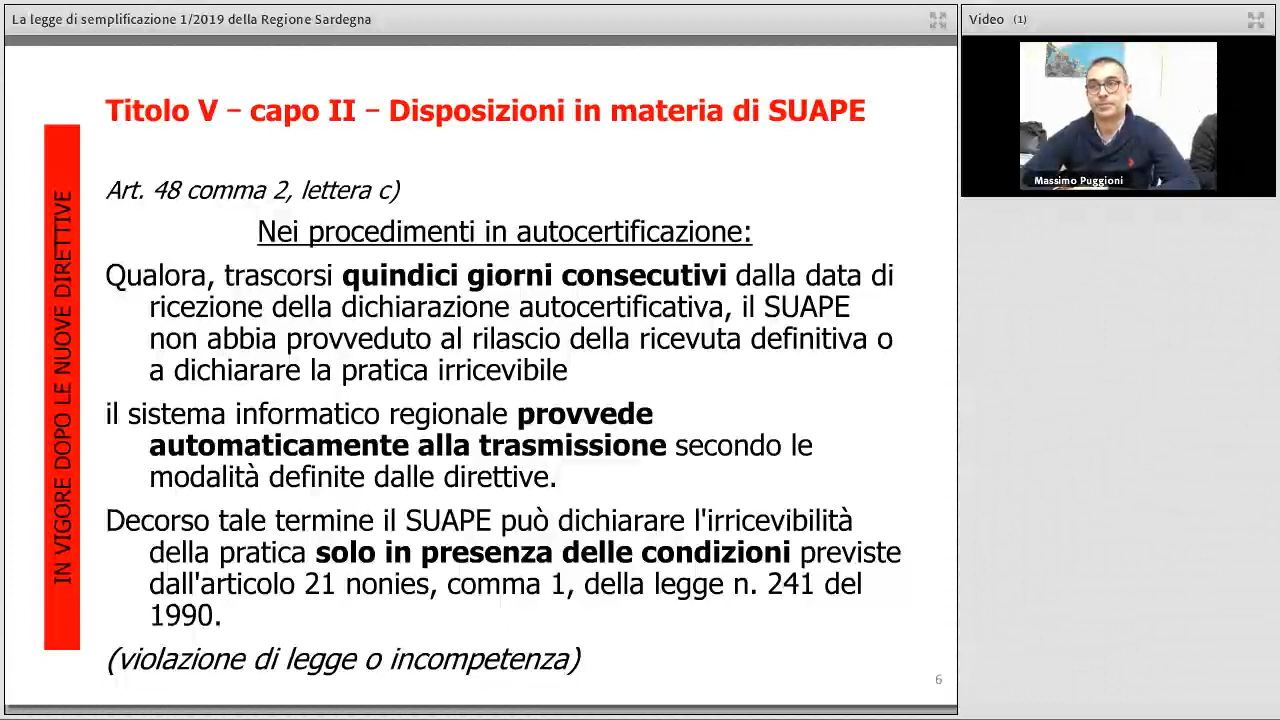 La legge di semplificazione 1/2019 della Regione Sardegna
Video (1)
Massimo Puggioni
Titolo V – capo II – Disposizioni in materia di SUAPE
IN VIGORE DOPO LE NUOVE DIRETTIVE
Art. 48 comma 2, lettera c)
Nei procedimenti in autocertificazione:
Qualora, trascorsi quindici giorni consecutivi dalla data di
ricezione della dichiarazione autocertificativa, il SUAPE
non abbia provveduto al rilascio della ricevuta definitiva o
a dichiarare la pratica irricevibile
il sistema informatico regionale provvede
automaticamente alla trasmissione secondo le
modalità definite dalle direttive.
Decorso tale termine il SUAPE può dichiarare l'irricevibilità
della pratica solo in presenza delle condizioni previste
dall'articolo 21 nonies, comma 1, della legge n. 241 del
1990.
(violazione di legge o incompetenza)
6